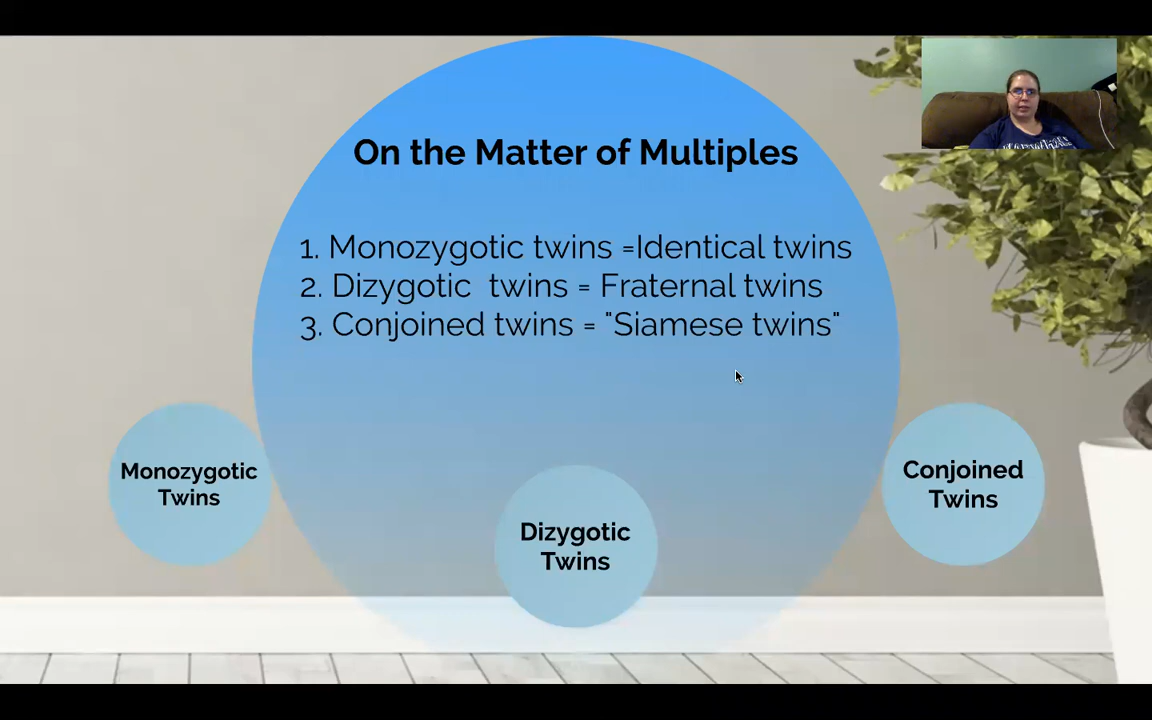 On the Matter of Multiples
1. Monozygotic twins =Identical twins
2. Dizygotic  twins = Fraternal twins
3. Conjoined twins = "Siamese twins"
Monozygotic
Twins
Dizygotic
Twins
Conjoined
Twins